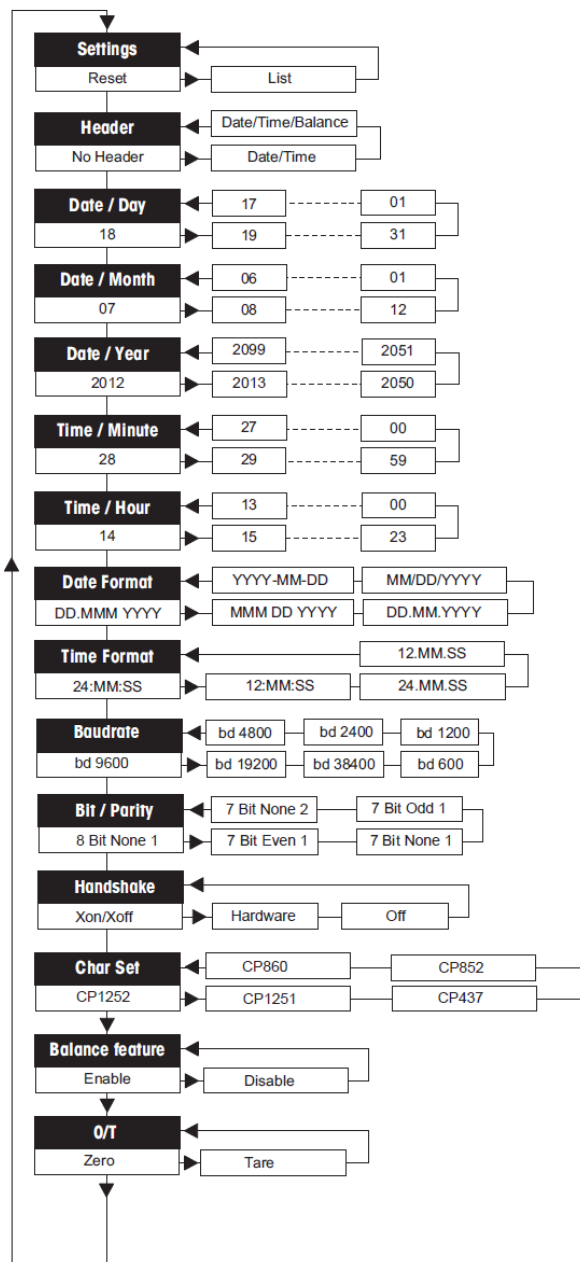 Settings
Reset List
Header Date/Time/Balance
No Header Date/Time
Date / Day 17 01
18 19 31
Date / Month 06 01
07 08 12
Date / Year 2099 2051
2012 2013 2050
Time / Minute 27 00
28 29 59
Time / Hour 13 00
14 15 23
Date Format YYYY-MM-DD MM/DD/YYYY
DD.MMM YYYY MMM DD YYYY DD.MM.YYYY
Time Format 12.MM.SS
24:MM:SS 12:MM:SS 24.MM.SS
Baudrate bd 4800 bd 2400 bd 1200
bd 9600 bd 19200 bd 38400 bd 600
Bit / Parity 7 Bit None 2 7 Bit Odd 1
8 Bit None 1 7 Bit Even 1 7 Bit None 1
Handshake
Xon/Xoff Hardware Off
Char Set CP860 CP852
CP1252 CP1251 CP437
Balance feature
Enable Disable
O/T
Zero Tare